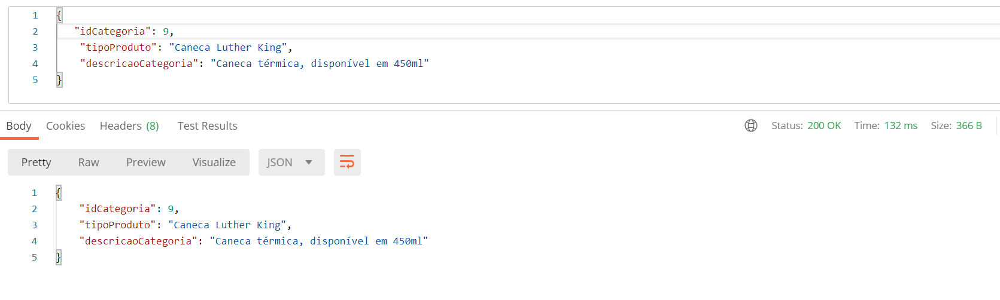 1 {
2 "idCategoria": 9,
3 "tipoProduto": "Caneca Luther King",
4 "descricaoCategoria": "Caneca térmica, disponível em 450ml"
5 }
Body Cookies Headers (8) Test Results Status: 200 OK Time: 132 ms Size: 366 B
Pretty Raw Preview Visualize JSON
1 {
2 "idCategoria": 9,
3 "tipoProduto": "Caneca Luther King",
4 "descricaoCategoria": "Caneca térmica, disponível em 450ml"
5 }